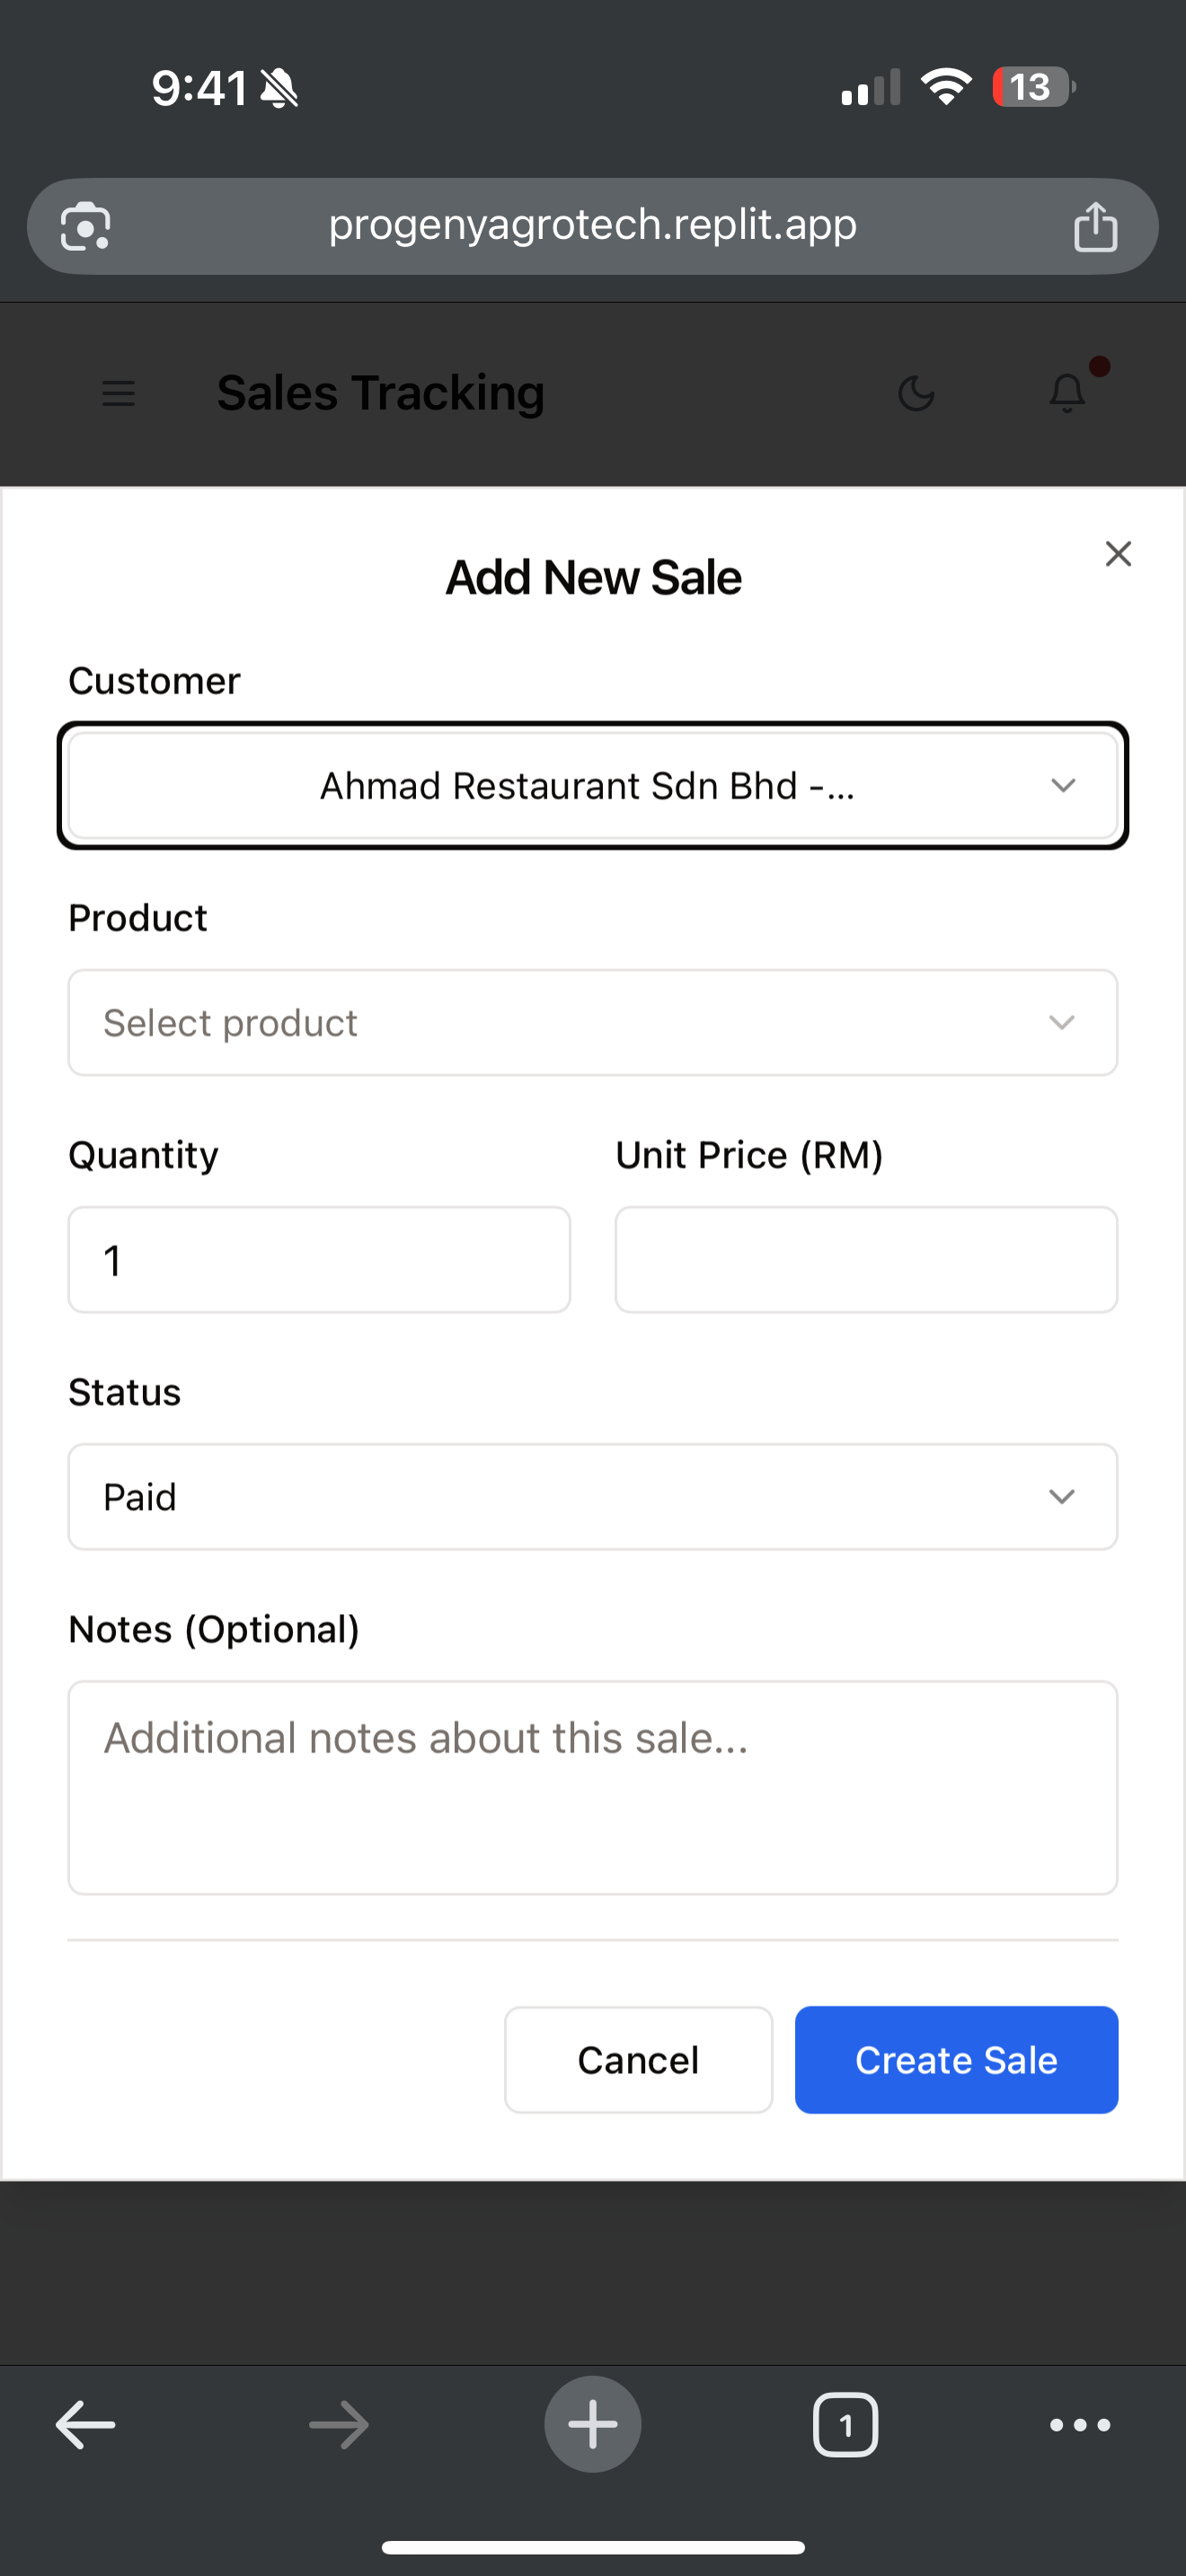 9:41
13
progenyagrotech.replit.app
Sales Tracking
Add New Sale
Customer
Ahmad Restaurant Sdn Bhd -...
Product
Select product
Quantity
Unit Price (RM)
1
Status
Paid
Notes (Optional)
Additional notes about this sale...
Cancel
Create Sale
1